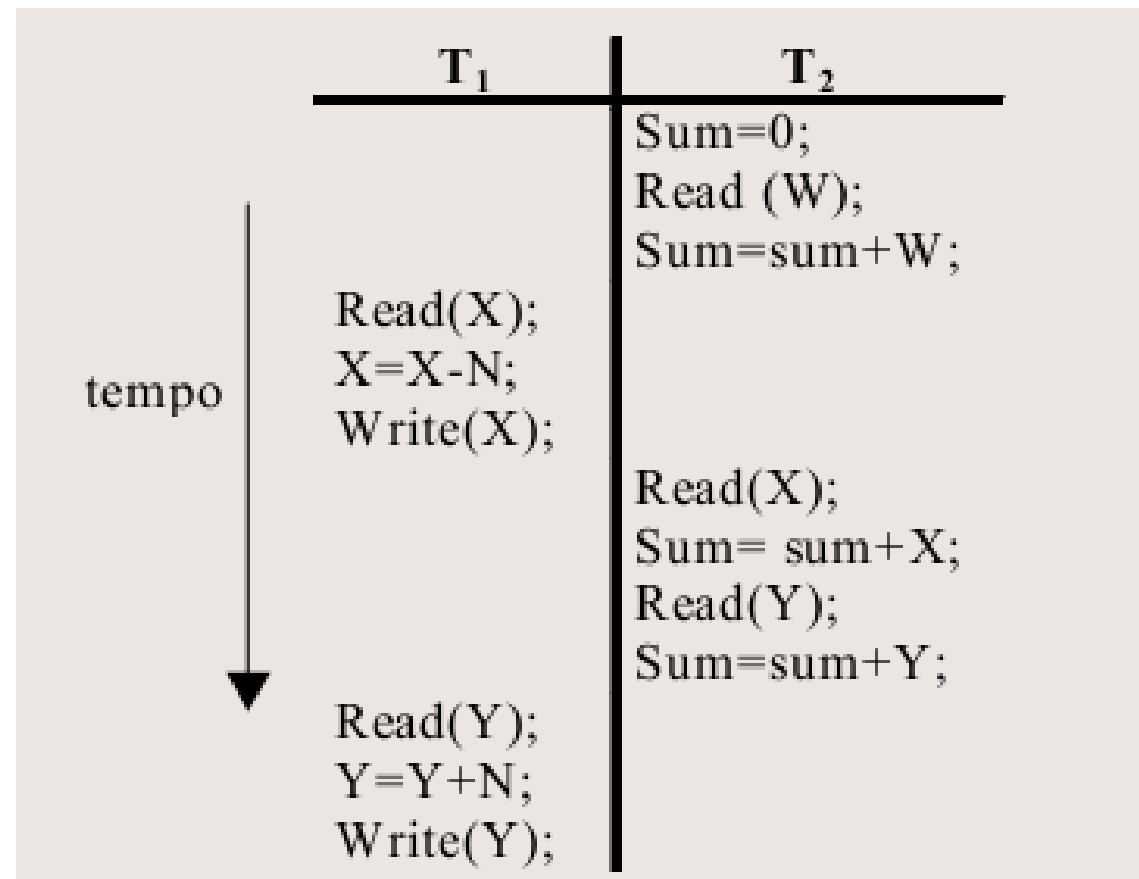 T₁ T₂
Sum=0;
Read (W);
Sum=sum+W;
Read(X);
X=X-N;
tempo
Write(X);
Read(X);
Sum= sum+X;
Read(Y);
Sum=sum+Y;
Read(Y);
Y=Y+N;
Write(Y);